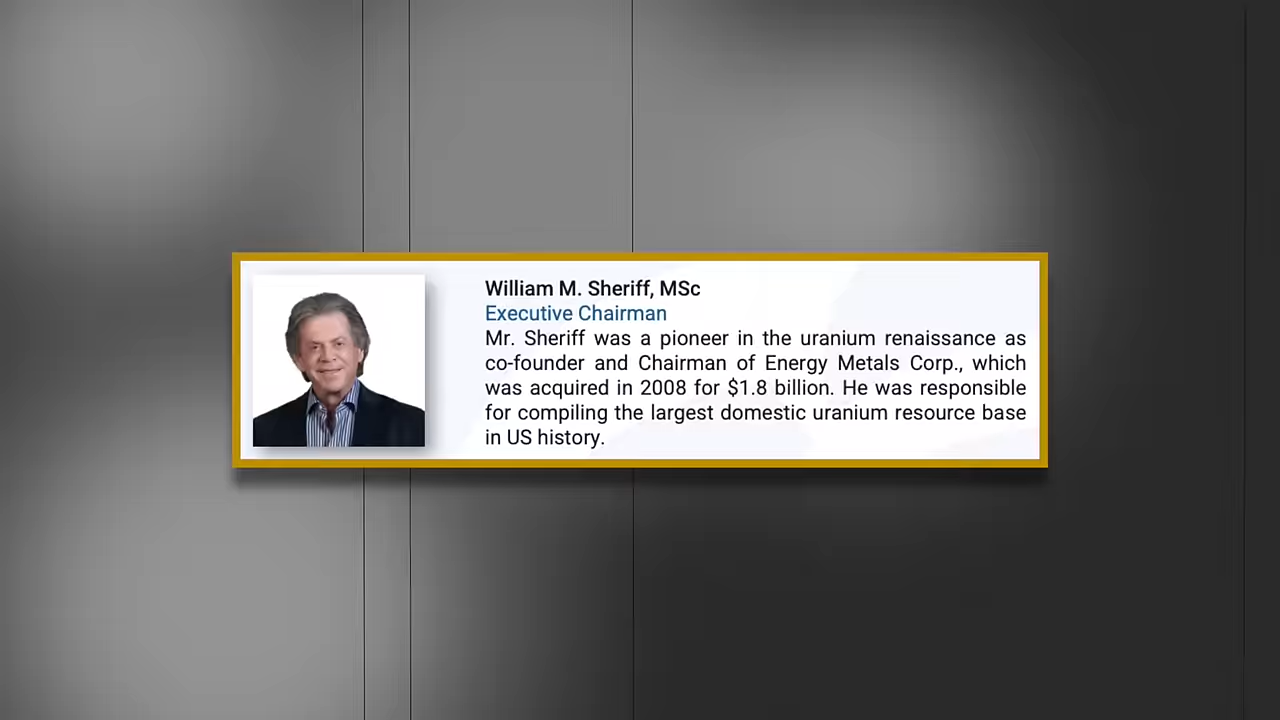 William M. Sheriff, MSc
Executive Chairman
Mr. Sheriff was a pioneer in the uranium renaissance as
co-founder and Chairman of Energy Metals Corp., which
was acquired in 2008 for $1.8 billion. He was responsible
for compiling the largest domestic uranium resource base
in US history.